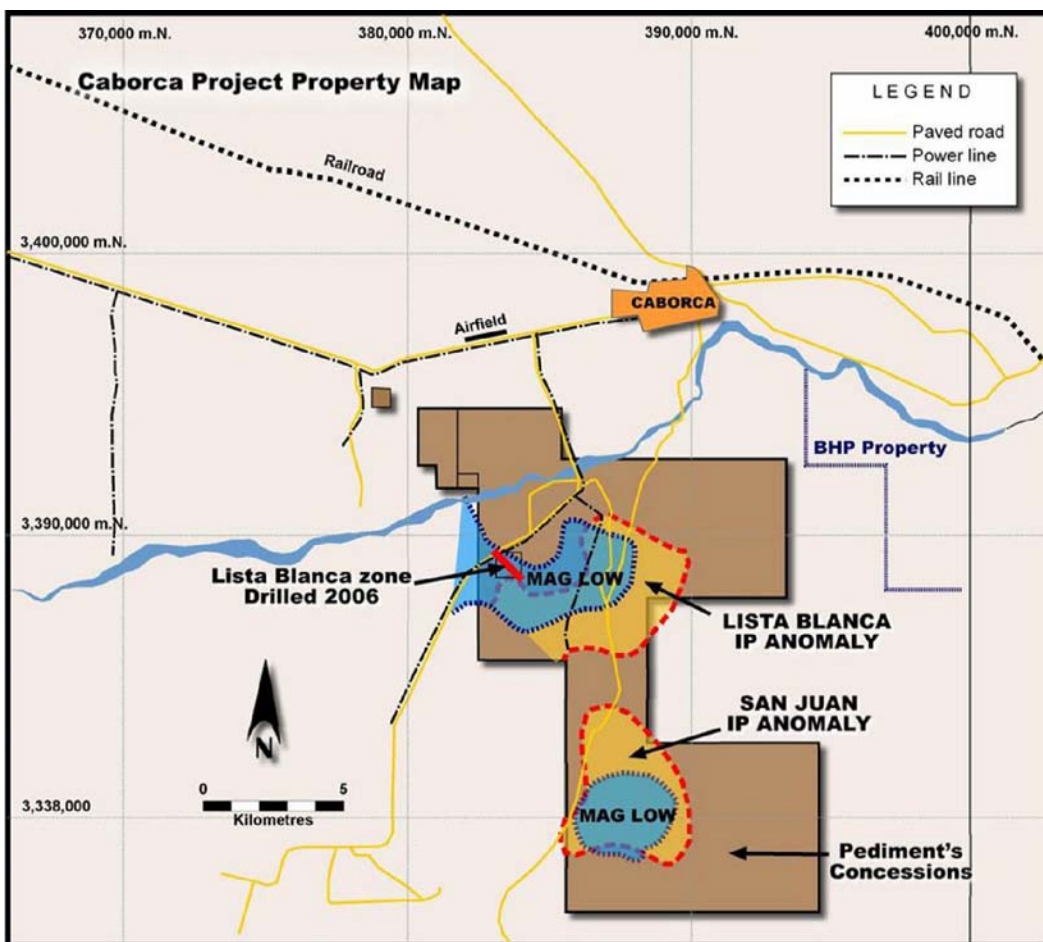 370,000 m.N.
380,000 m.N.
390,000 m.N.
400,000 m.N.
Caborca Project Property Map
LEGEND
Paved road
Power line
Rail line
Railroad
3,400,000 m.N.
CABORCA
Airfield
BHP Property
3,390,000 m.N.
Lista Blanca zone
Drilled 2006
MAG LOW
LISTA BLANCA
IP ANOMALY
SAN JUAN
IP ANOMALY
N
0
5
Kilometres
3,338,000
MAG LOW
Pediment's
Concessions